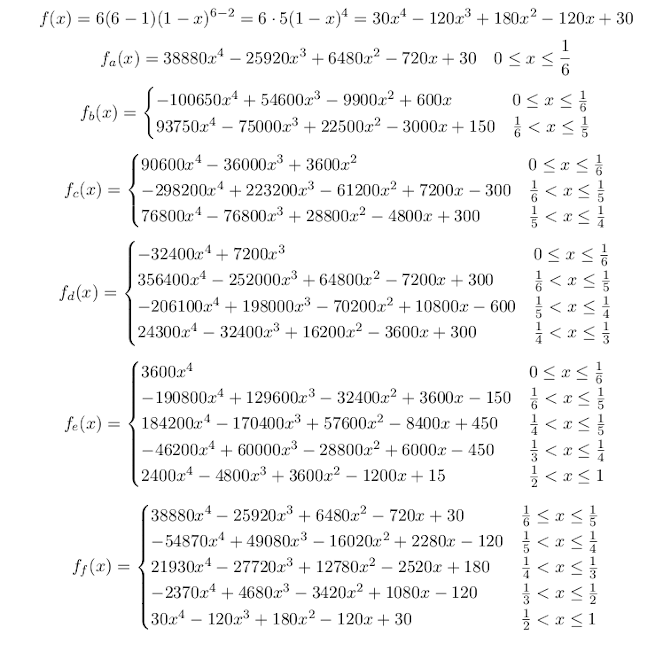 f(x) = 6(6 − 1)(1 − x)^{6−2} = 6 · 5(1 − x)^4 = 30x^4 − 120x^3 + 180x^2 − 120x + 30
f_a(x) = 38880x^4 − 25920x^3 + 6480x^2 − 720x + 30 0 ≤ x ≤ 1/6
f_b(x) = { −100650x^4 + 54600x^3 − 9900x^2 + 600x 0 ≤ x ≤ 1/6
93750x^4 − 75000x^3 + 22500x^2 − 3000x + 150 1/6 < x ≤ 1/5
f_c(x) = { 90600x^4 − 36000x^3 + 3600x^2 0 ≤ x ≤ 1/6
−298200x^4 + 223200x^3 − 61200x^2 + 7200x − 300 1/6 < x ≤ 1/5
76800x^4 − 76800x^3 + 28800x^2 − 4800x + 300 1/5 < x ≤ 1/4
f_d(x) = { −32400x^4 + 7200x^3 0 ≤ x ≤ 1/6
356400x^4 − 252000x^3 + 64800x^2 − 7200x + 300 1/6 < x ≤ 1/5
−206100x^4 + 198000x^3 − 70200x^2 + 10800x − 600 1/5 < x ≤ 1/4
24300x^4 − 32400x^3 + 16200x^2 − 3600x + 300 1/4 < x ≤ 1/3
f_e(x) = { 3600x^4 0 ≤ x ≤ 1/6
−190800x^4 + 129600x^3 − 32400x^2 + 3600x − 150 1/6 < x ≤ 1/5
184200x^4 − 170400x^3 + 57600x^2 − 8400x + 450 1/4 < x ≤ 1/5
−46200x^4 + 60000x^3 − 28800x^2 + 6000x − 450 1/3 < x ≤ 1/4
2400x^4 − 4800x^3 + 3600x^2 − 1200x + 15 1/2 < x ≤ 1
f_f(x) = { 38880x^4 − 25920x^3 + 6480x^2 − 720x + 30 1/6 ≤ x ≤ 1/5
−54870x^4 + 49080x^3 − 16020x^2 + 2280x − 120 1/5 < x ≤ 1/4
21930x^4 − 27720x^3 + 12780x^2 − 2520x + 180 1/4 < x ≤ 1/3
−2370x^4 + 4680x^3 − 3420x^2 + 1080x − 120 1/3 < x ≤ 1/2
30x^4 − 120x^3 + 180x^2 − 120x + 30 1/2 < x ≤ 1